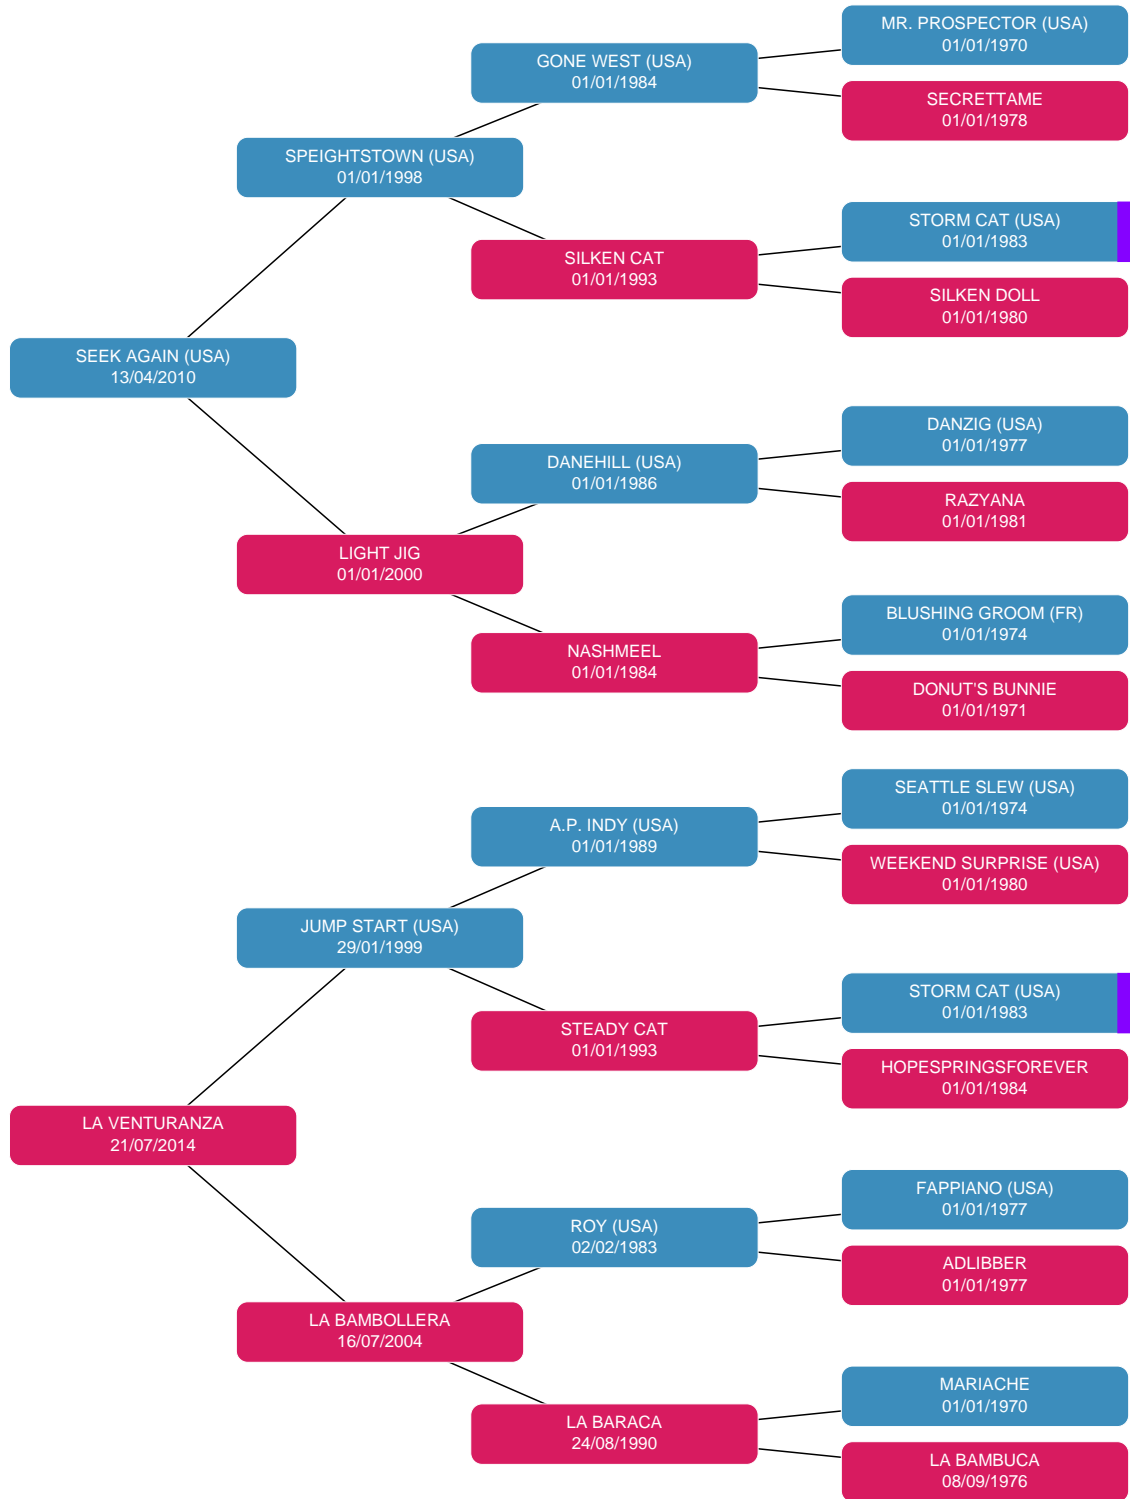 MR. PROSPECTOR (USA)
01/01/1970
GONE WEST (USA)
01/01/1984
SECRETTAME
01/01/1978
SPEIGHTSTOWN (USA)
01/01/1998
STORM CAT (USA)
01/01/1983
SILKEN CAT
01/01/1993
SILKEN DOLL
01/01/1980
SEEK AGAIN (USA)
13/04/2010
DANZIG (USA)
01/01/1977
DANEHILL (USA)
01/01/1986
RAZYANA
01/01/1981
LIGHT JIG
01/01/2000
BLUSHING GROOM (FR)
01/01/1974
NASHMEEL
01/01/1984
DONUT'S BUNNIE
01/01/1971
SEATTLE SLEW (USA)
01/01/1974
A.P. INDY (USA)
01/01/1989
WEEKEND SURPRISE (USA)
01/01/1980
JUMP START (USA)
29/01/1999
STORM CAT (USA)
01/01/1983
STEADY CAT
01/01/1993
HOPESPRINGSFOREVER
01/01/1984
LA VENTURANZA
21/07/2014
FAPPIANO (USA)
01/01/1977
ROY (USA)
02/02/1983
ADLIBBER
01/01/1977
LA BAMBOLLERA
16/07/2004
MARIACHE
01/01/1970
LA BARACA
24/08/1990
LA BAMBUCA
08/09/1976